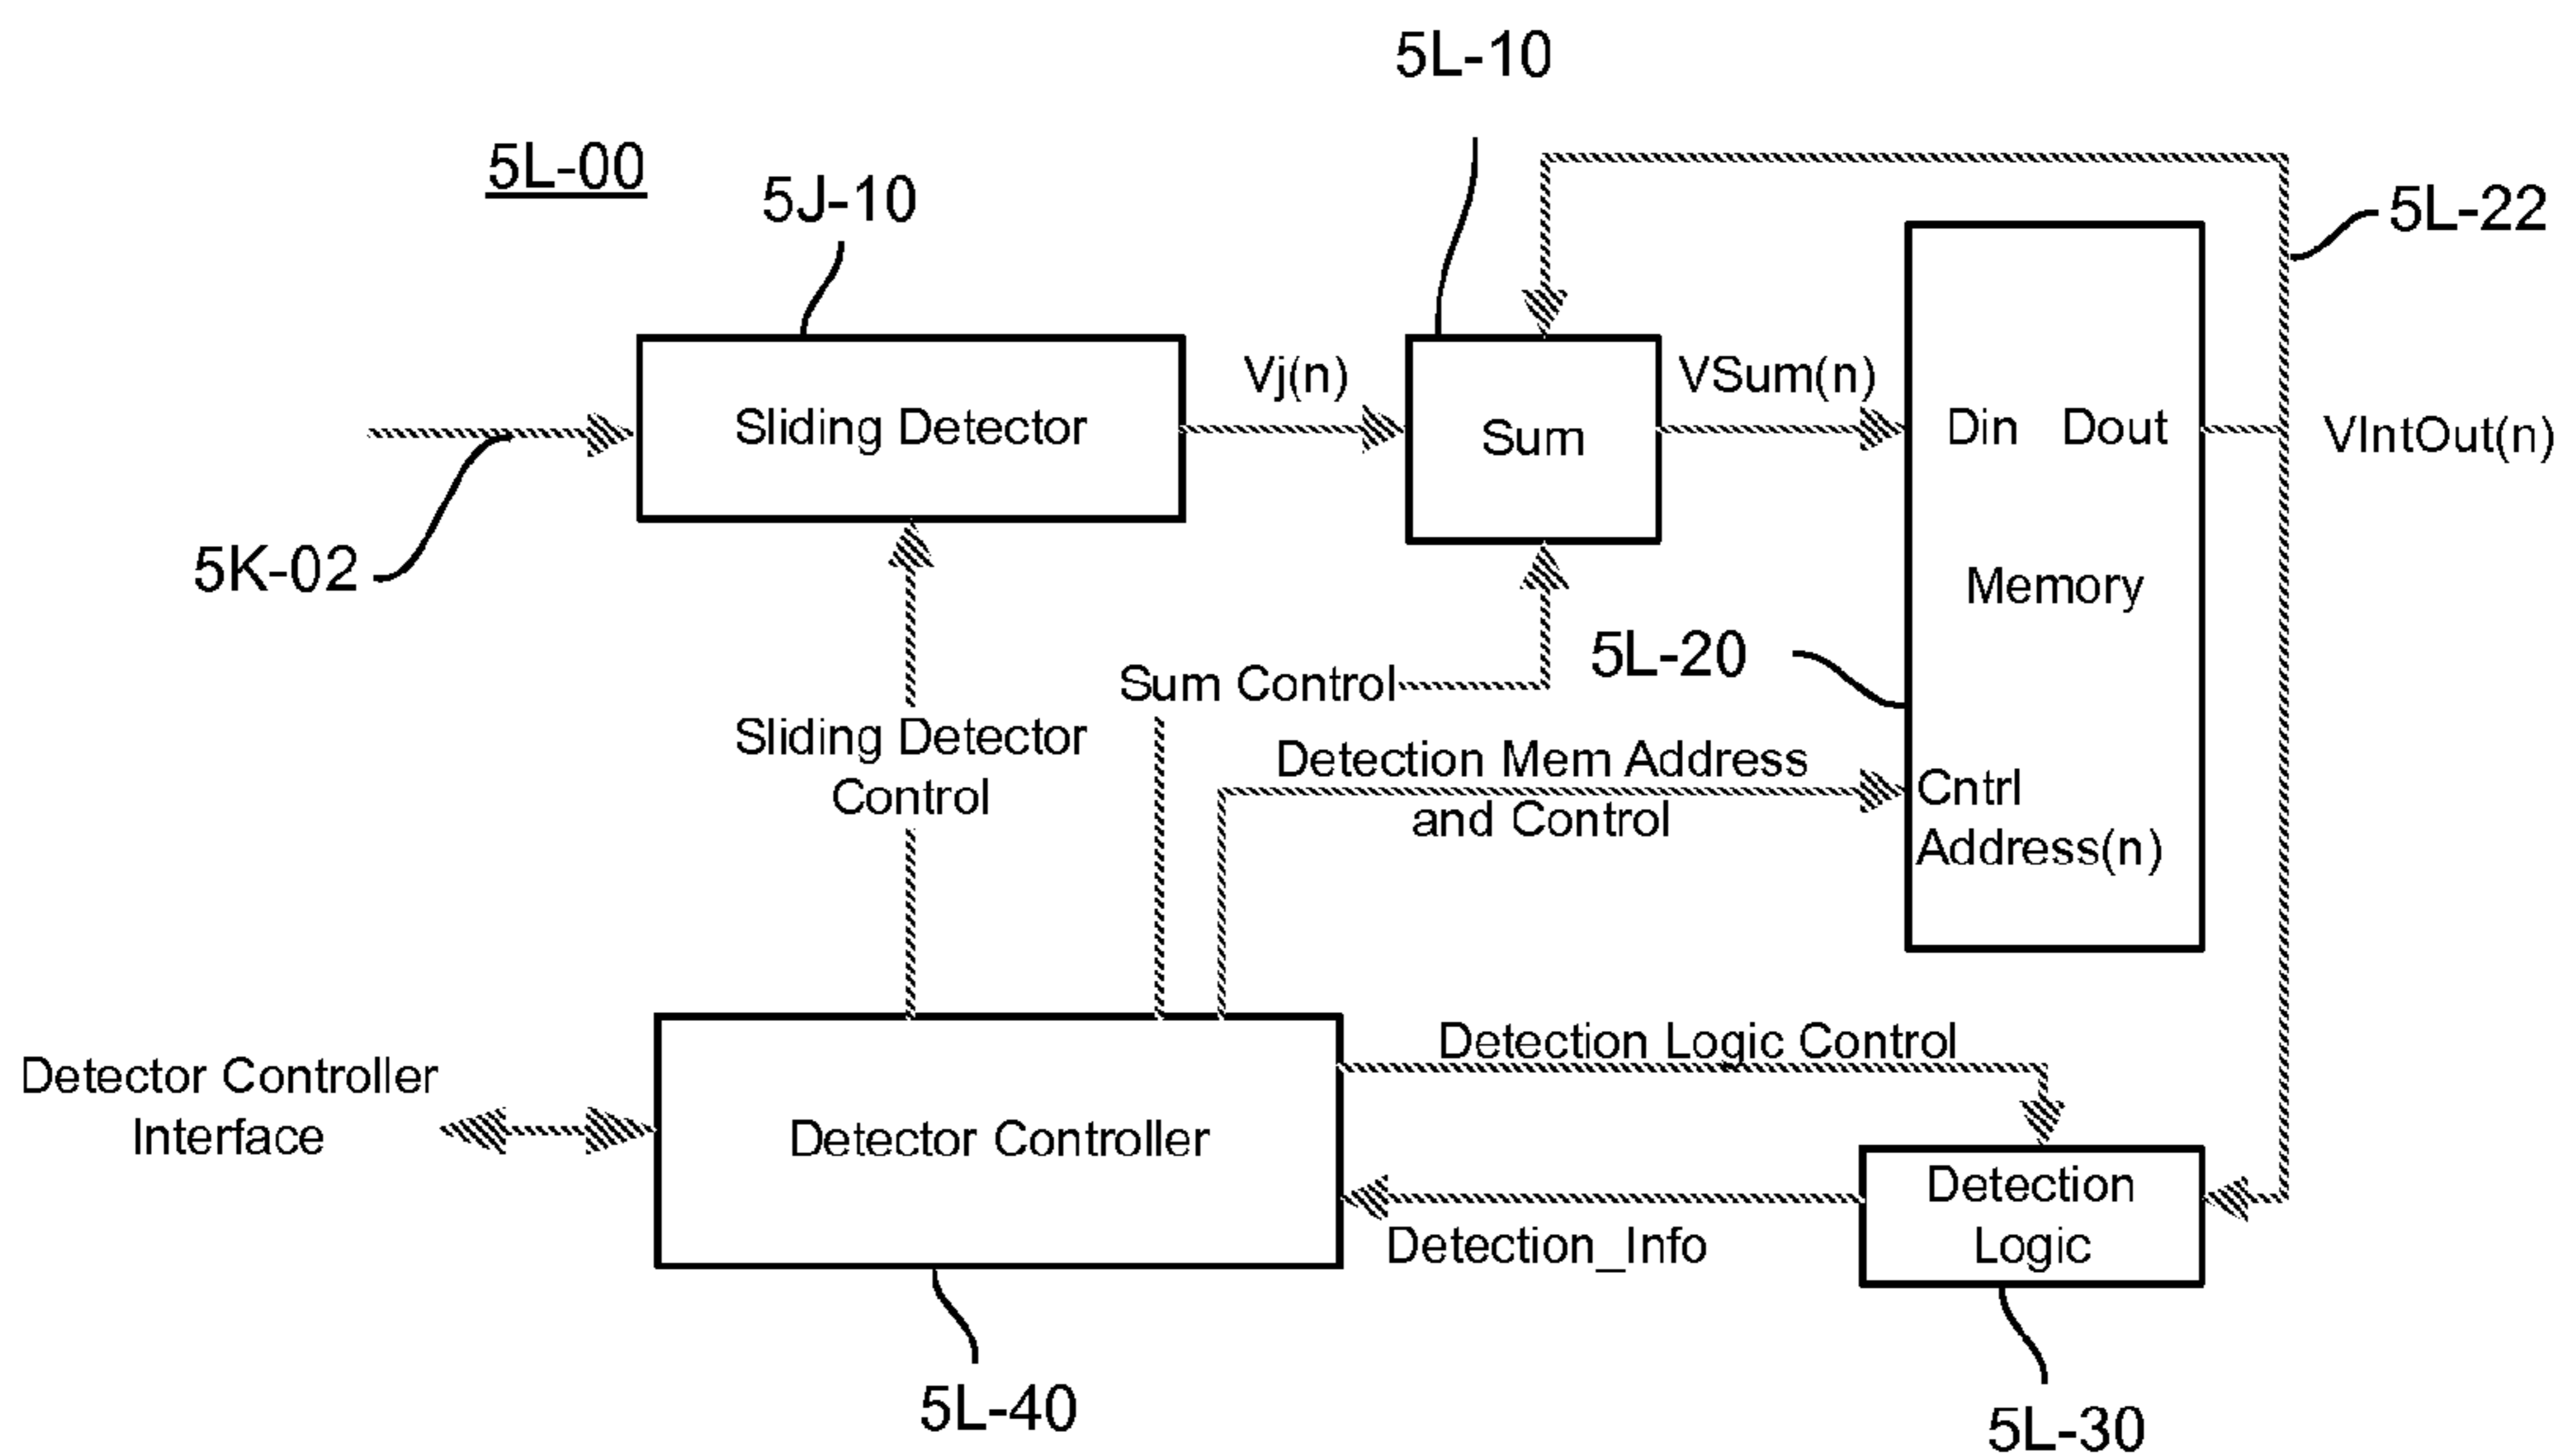 5L-10
5L-00
5J-10
5L-22
Vj(n)
VSum(n)
Sliding Detector
Sum
Din Dout
VIntOut(n)
5K-02
Memory
5L-20
Sum Control
Sliding Detector
Control
Detection Mem Address
and Control
Cntrl
Address(n)
Detection Logic Control
Detector Controller
Interface
Detector Controller
Detection
Logic
Detection_Info
5L-40
5L-30